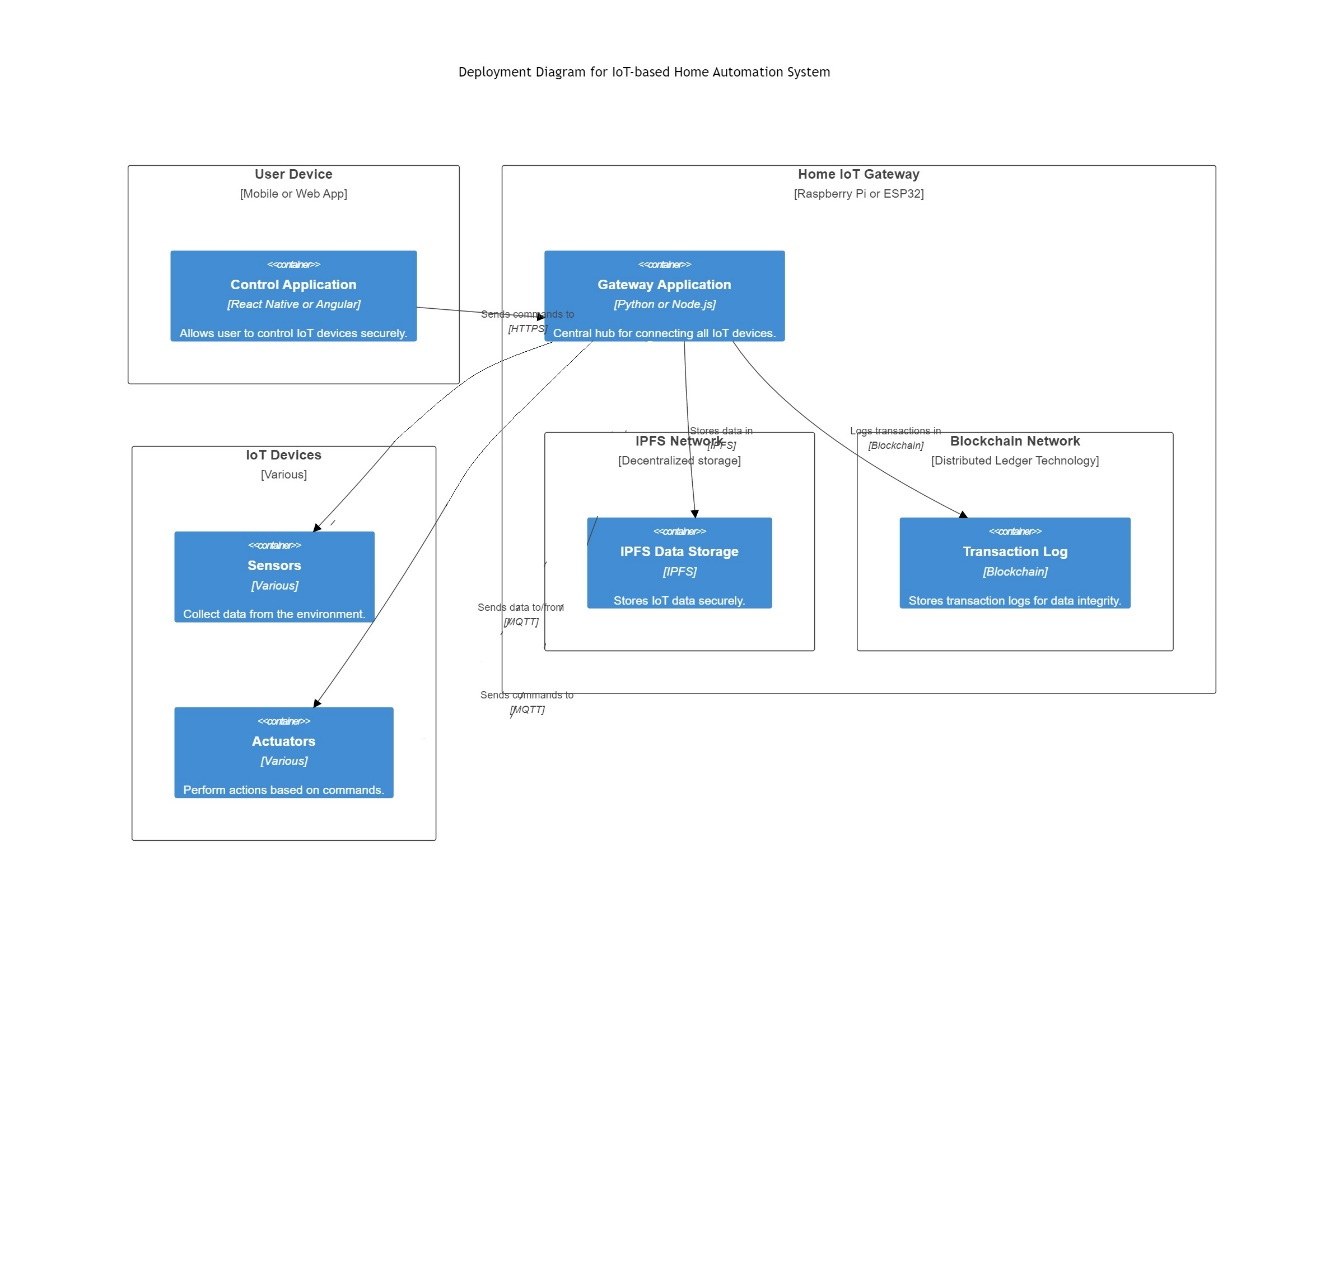 Deployment Diagram for IoT-based Home Automation System
User Device
[Mobile or Web App]
<<container>>
Control Application
[React Native or Angular]
Allows user to control IoT devices securely.
Sends commands to
[HTTPS]
Home IoT Gateway
[Raspberry Pi or ESP32]
<<container>>
Gateway Application
[Python or Node.js]
Central hub for connecting all IoT devices.
Stores data in
[IPFS]
Logs transactions in
[Blockchain]
IPFS Network
[Decentralized storage]
<<container>>
IPFS Data Storage
[IPFS]
Stores IoT data securely.
Blockchain Network
[Distributed Ledger Technology]
<<container>>
Transaction Log
[Blockchain]
Stores transaction logs for data integrity.
IoT Devices
[Various]
<<container>>
Sensors
[Various]
Collect data from the environment.
Sends data to/from
[MQTT]
Sends commands to
[MQTT]
<<container>>
Actuators
[Various]
Perform actions based on commands.